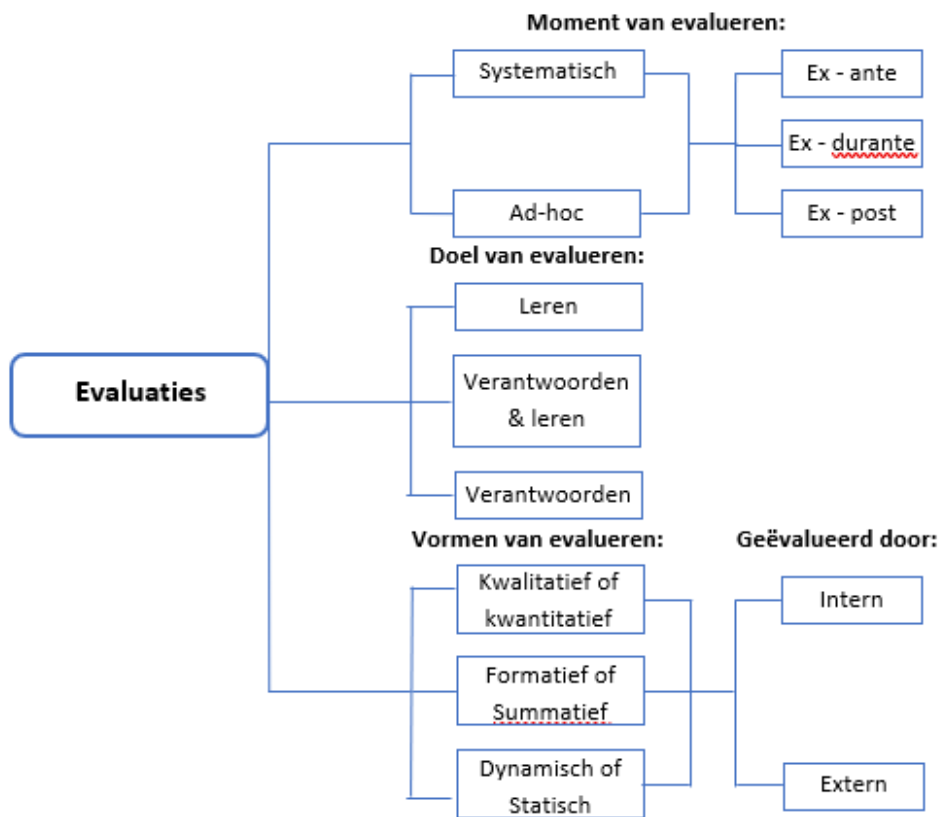 Moment van evalueren:
Systematisch
Ex - ante
Ex - durante
Ad-hoc
Ex - post
Doel van evalueren:
Leren
Evaluaties
Verantwoorden
& leren
Verantwoorden
Vormen van evalueren:
Geëvalueerd door:
Kwalitatief of
kwantitatief
Intern
Formatief of
Summatief
Dynamisch of
Statisch
Extern